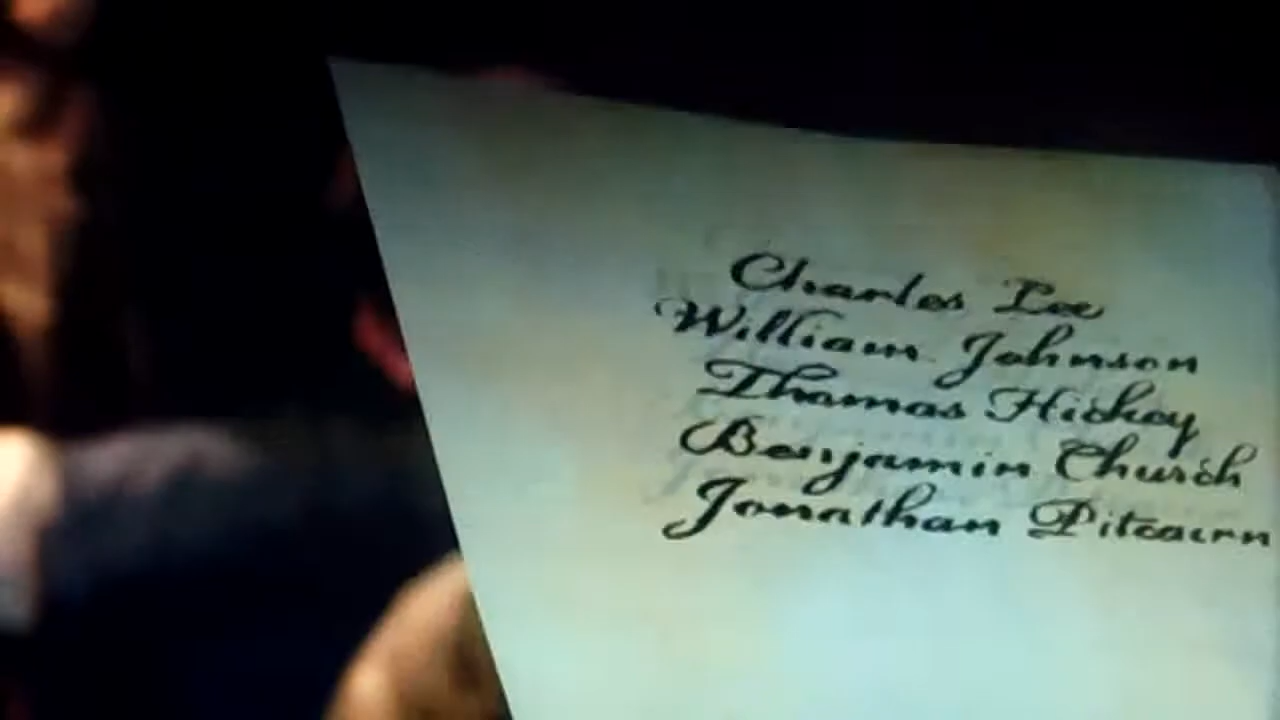 Charles Lee
William Johnson
Thomas Hickey
Benjamin Church
Jonathan Pitcairn